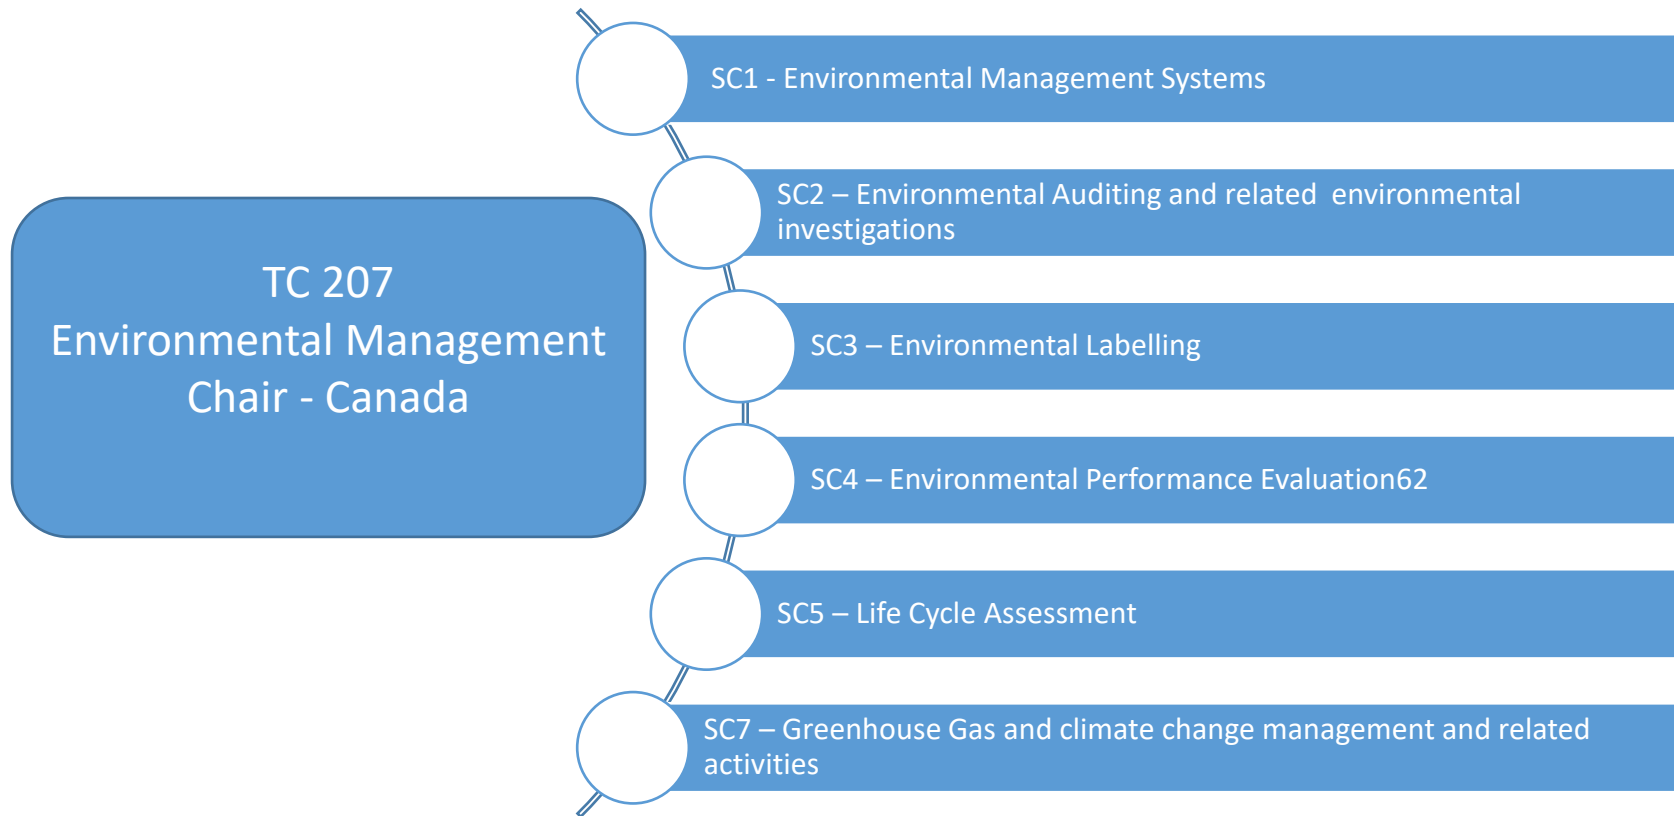 TC 207
Environmental Management
Chair - Canada
SC1 - Environmental Management Systems
SC2 – Environmental Auditing and related  environmental
investigations
SC3 – Environmental Labelling
SC4 – Environmental Performance Evaluation62
SC5 – Life Cycle Assessment
SC7 – Greenhouse Gas and climate change management and related
activities